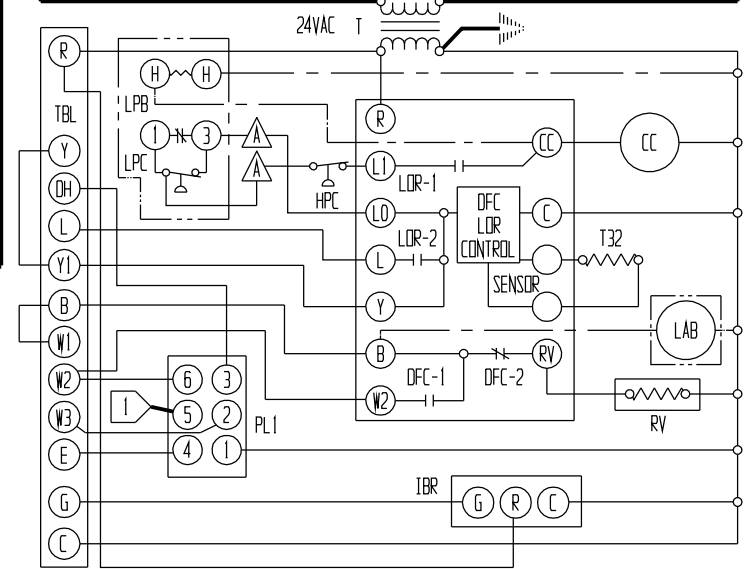 24VAC T
R
H H
LPB
TBL
R
1 3 A
CC
CC
Y
LPC
A
L1
LOR-1
HPC
OH
L0
DFC
LOR
CONTROL
C
L
LOR-2
T32
L
Y1
SENSOR
Y
B
LAB
W1
B
RV
W2
6 3
DFC-1
DFC-2
1
W2
W3
5 2
PL1
RV
E
4 1
IBR
G
G R C
C